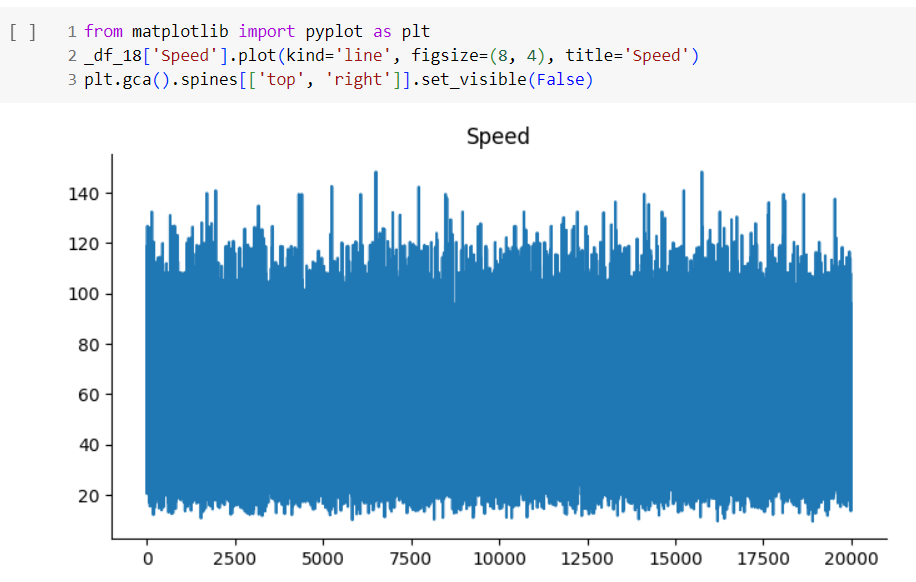 [ ]
1 from matplotlib import pyplot as plt
2 _df_18['Speed'].plot(kind='line', figsize=(8, 4), title='Speed')
3 plt.gca().spines[['top', 'right']].set_visible(False)
Speed
140
120
100
80
60
40
20
0 2500 5000 7500 10000 12500 15000 17500 20000